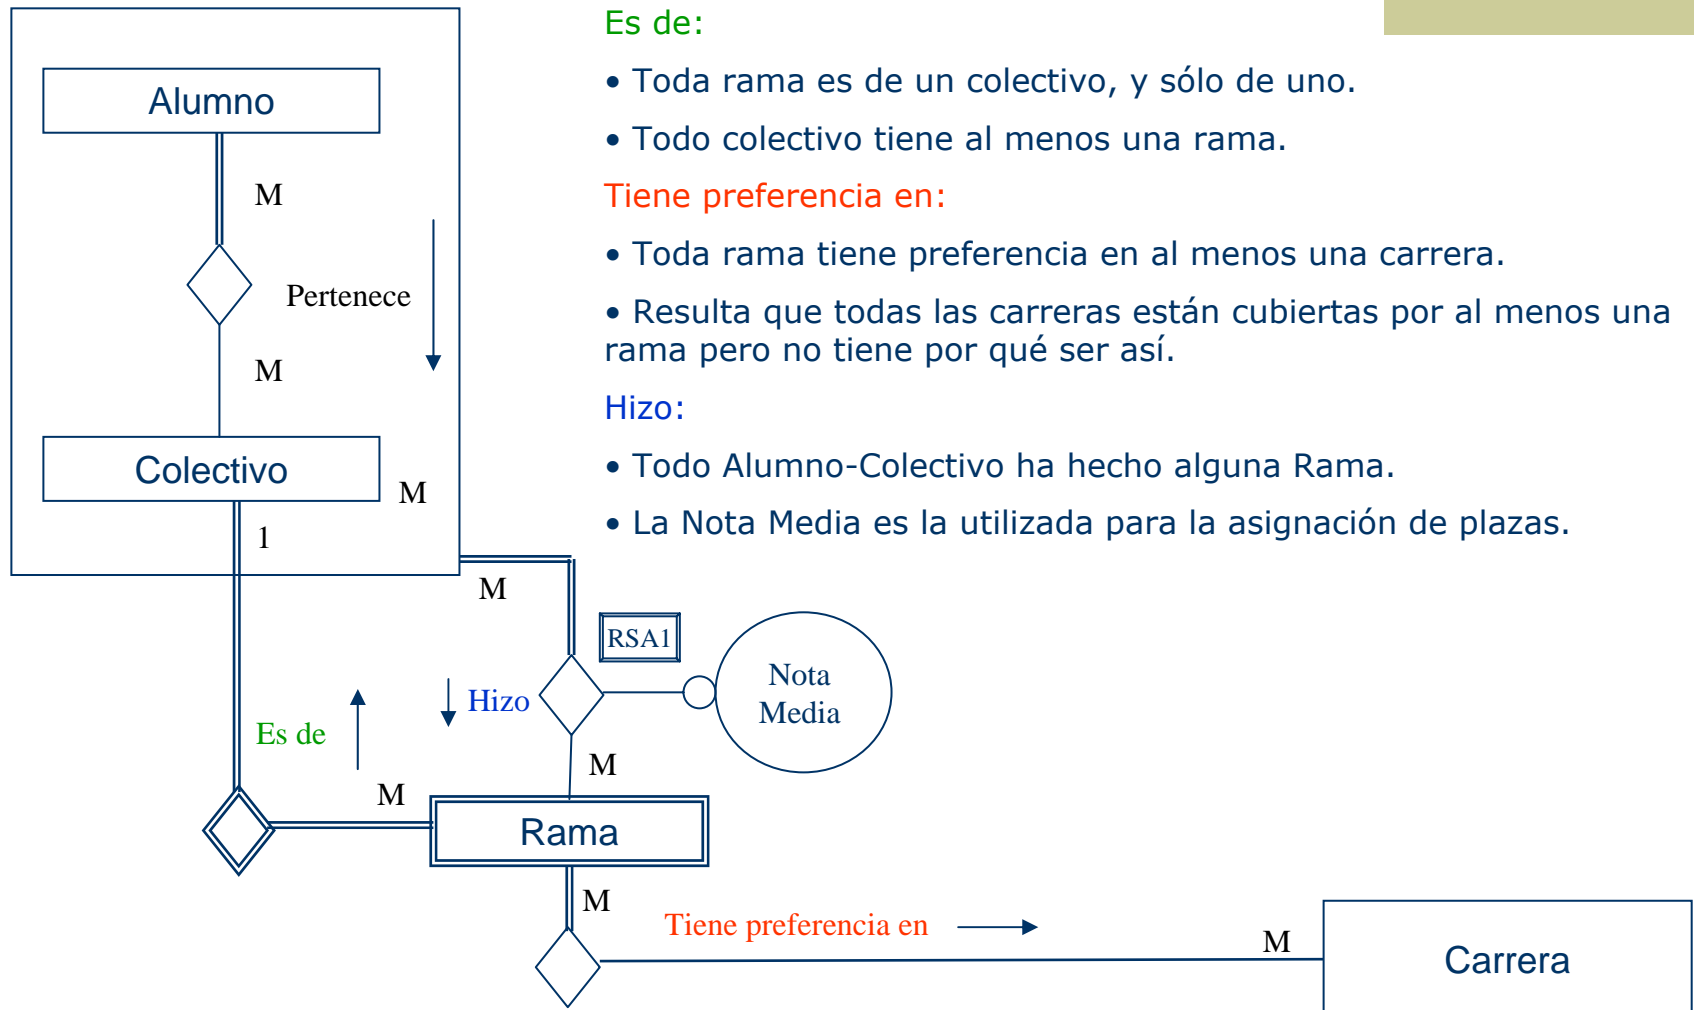 Es de:
• Toda rama es de un colectivo, y sólo de uno.
• Todo colectivo tiene al menos una rama.
Tiene preferencia en:
• Toda rama tiene preferencia en al menos una carrera.
• Resulta que todas las carreras están cubiertas por al menos una
rama pero no tiene por qué ser así.
Hizo:
• Todo Alumno-Colectivo ha hecho alguna Rama.
• La Nota Media es la utilizada para la asignación de plazas.
Alumno
M
Pertenece
M
Colectivo
M
1
M
RSA1
Nota
Media
Hizo
Es de
M
M
Rama
M
Tiene preferencia en
M
Carrera